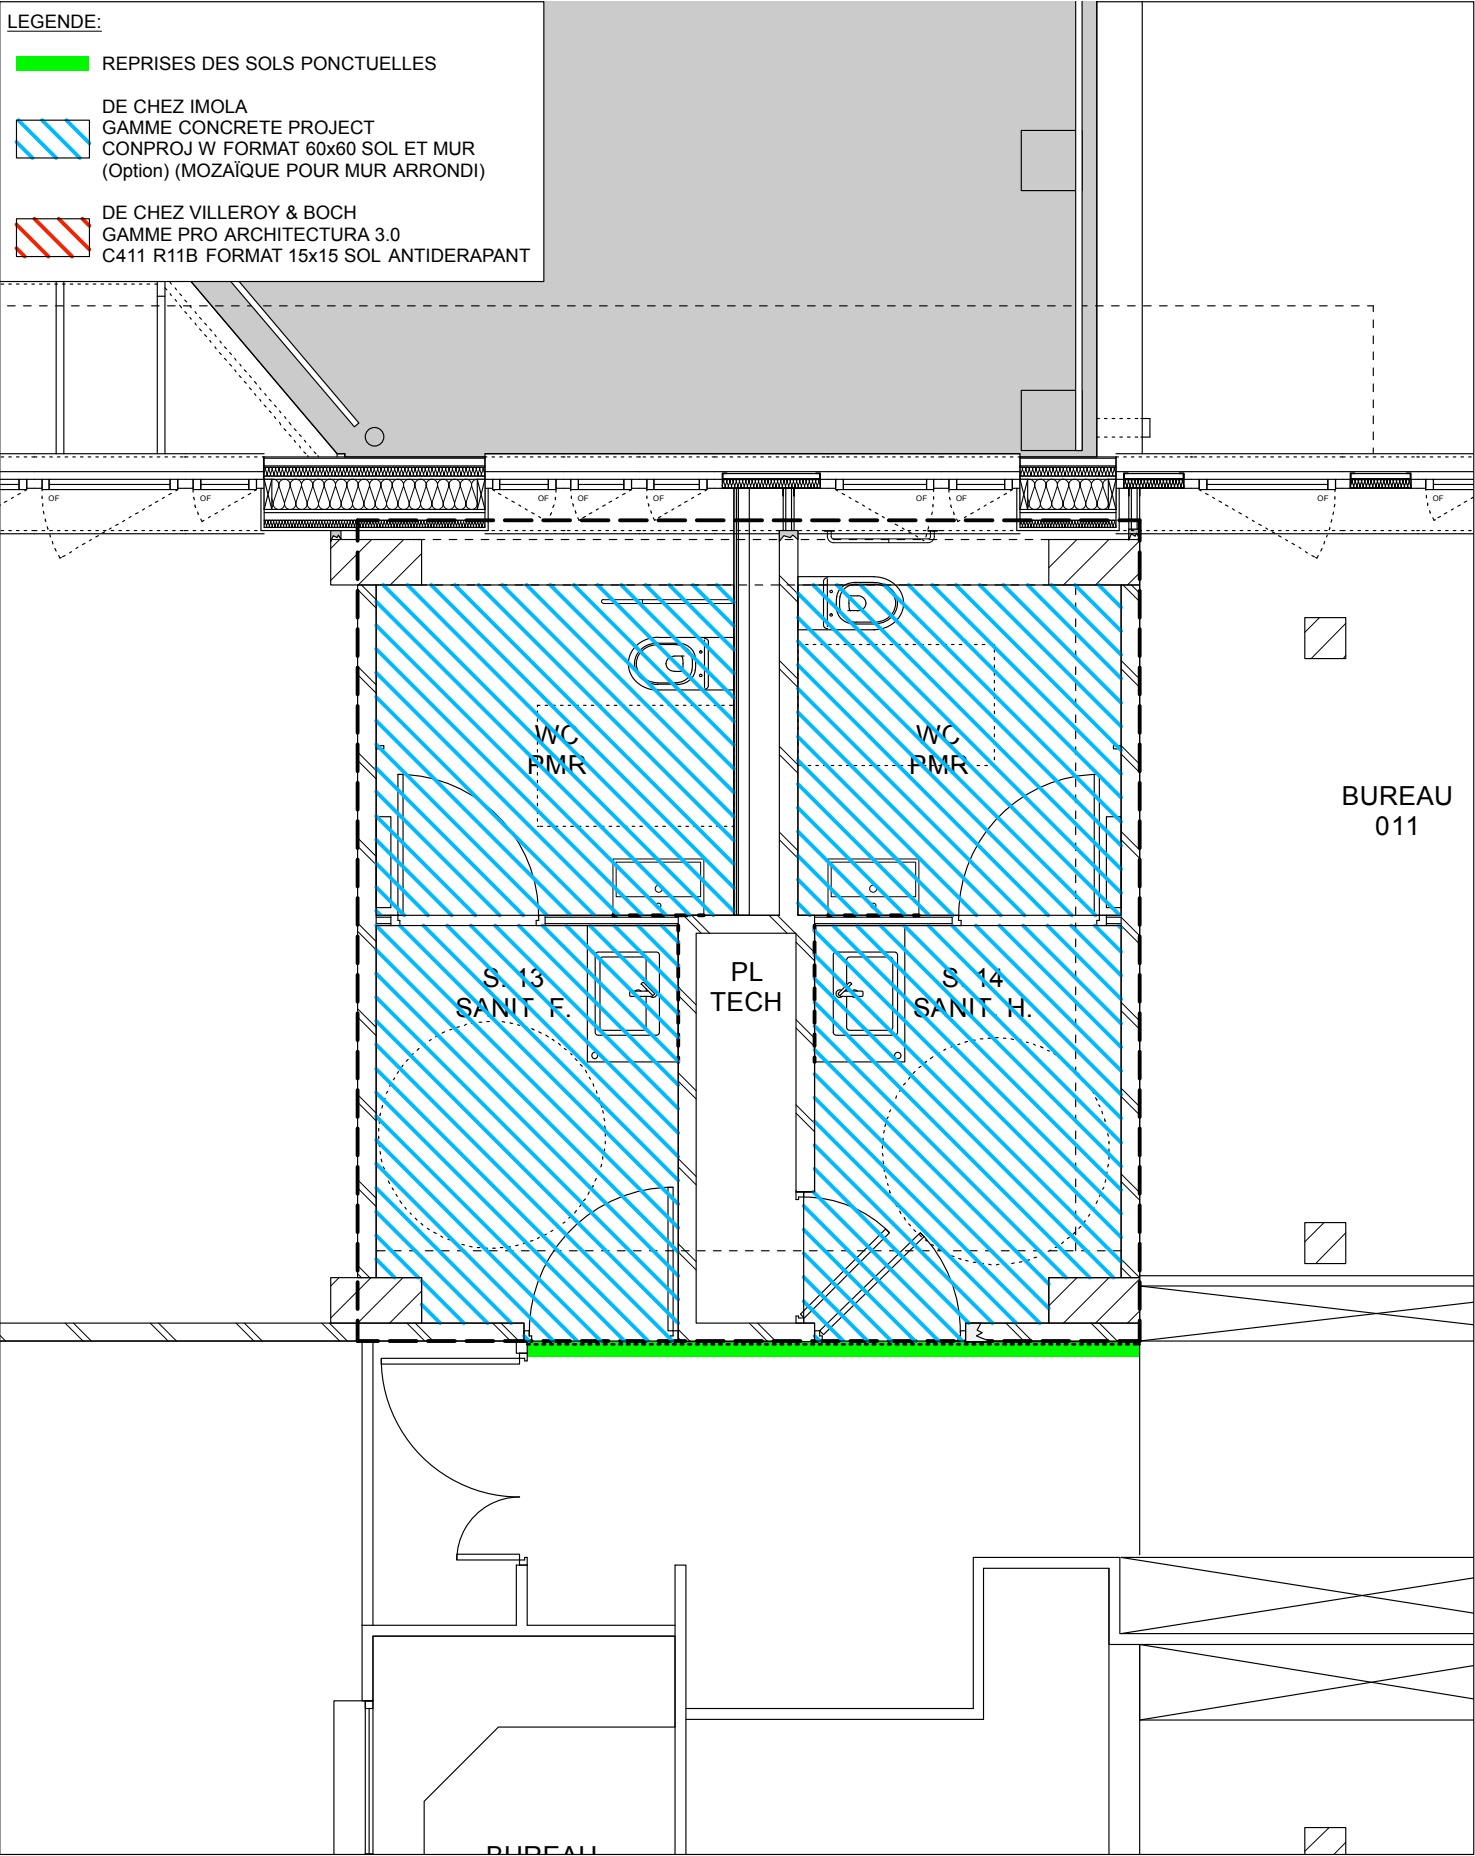 LEGENDE:
REPRISES DES SOLS PONCTUELLES
DE CHEZ IMOLA
GAMME CONCRETE PROJECT
CONPROJ W FORMAT 60x60 SOL ET MUR
(Option) (MOZAÏQUE POUR MUR ARRONDI)
DE CHEZ VILLEROY & BOCH
GAMME PRO ARCHITECTURA 3.0
C411 R11B FORMAT 15x15 SOL ANTIDERAPANT
OF
OF
OF
OF
OF
OF
OF
OF
OF
WC
PMR
WC
PMR
BUREAU
011
S. 13
SANIT. F.
PL
TECH
S. 14
SANIT. H.
BUREAU